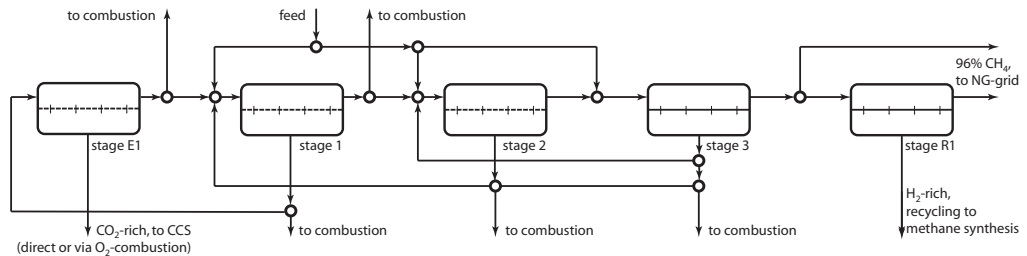 to combustion
feed
to combustion
96% CH₄,
to NG-grid
stage E1
stage 1
stage 2
stage 3
stage R1
CO₂-rich, to CCS
(direct or via O₂-combustion)
to combustion
to combustion
to combustion
H₂-rich,
recycling to
methane synthesis